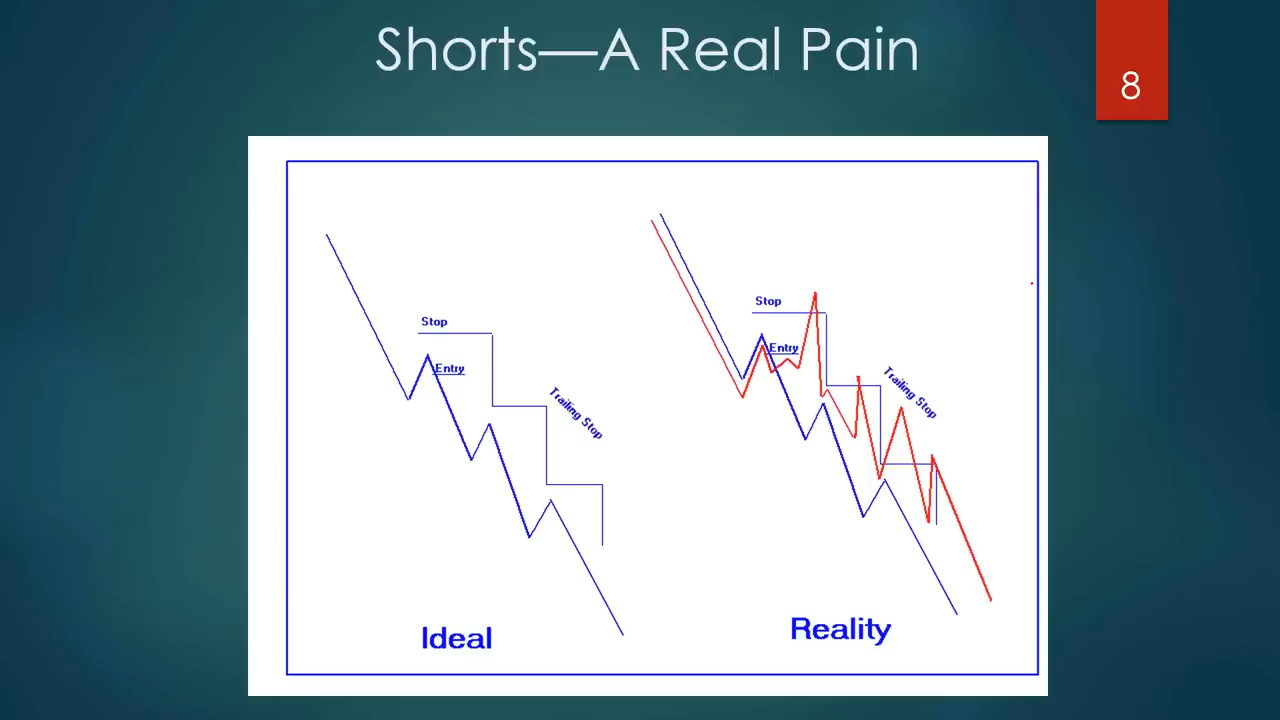 Shorts—A Real Pain
8
Stop
Entry
Trailing Stop
Ideal
Stop
Entry
Trailing Stop
Reality